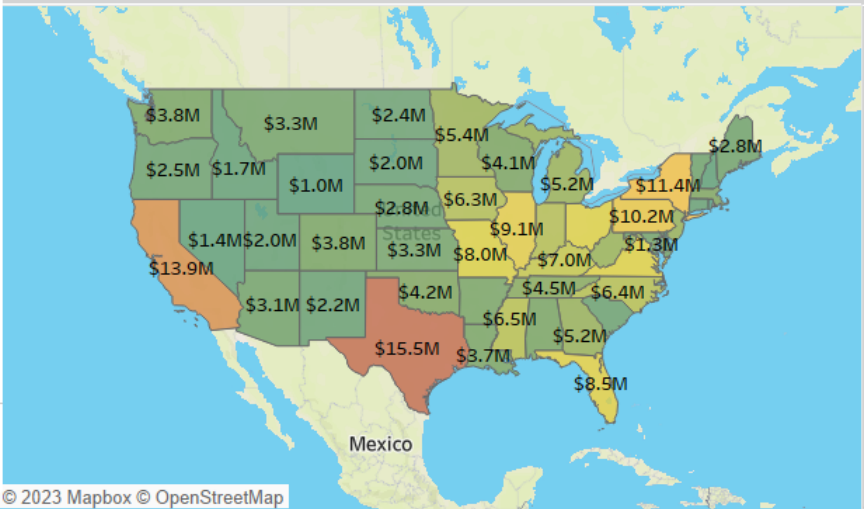 $3.8M
$3.3M
$2.4M
$5.4M
$2.8M
$2.5M
$1.7M
$2.0M
$4.1M
$1.0M
$5.2M
$11.4M
$2.8M
$6.3M
$10.2M
United
States
$1.4M
$2.0M
$3.8M
$3.3M
$9.1M
$1.3M
$8.0M
$7.0M
$13.9M
$3.1M
$2.2M
$4.2M
$4.5M
$6.4M
$6.5M
$5.2M
$15.5M
$3.7M
$8.5M
Mexico
© 2023 Mapbox © OpenStreetMap